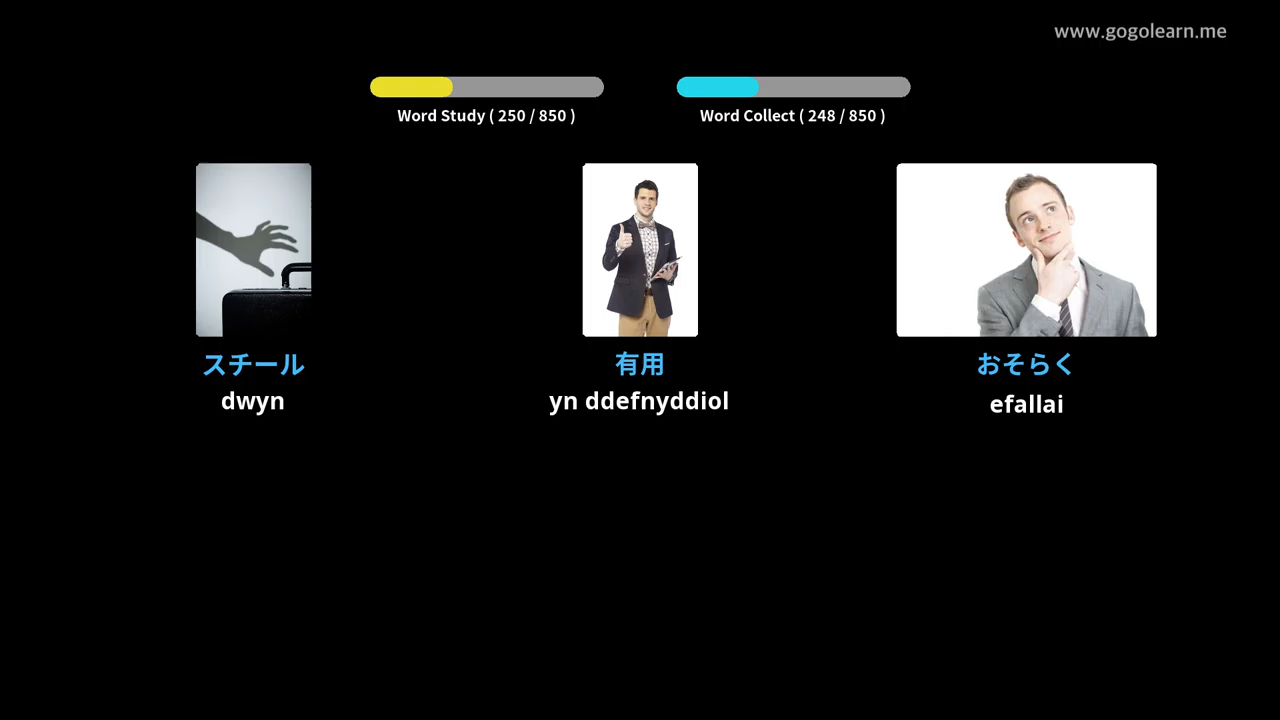 www.gogolearn.me
Word Study ( 250 / 850 )
Word Collect ( 248 / 850 )
スチール
有用
おそらく
dwyn
yn ddefnyddiol
efallai